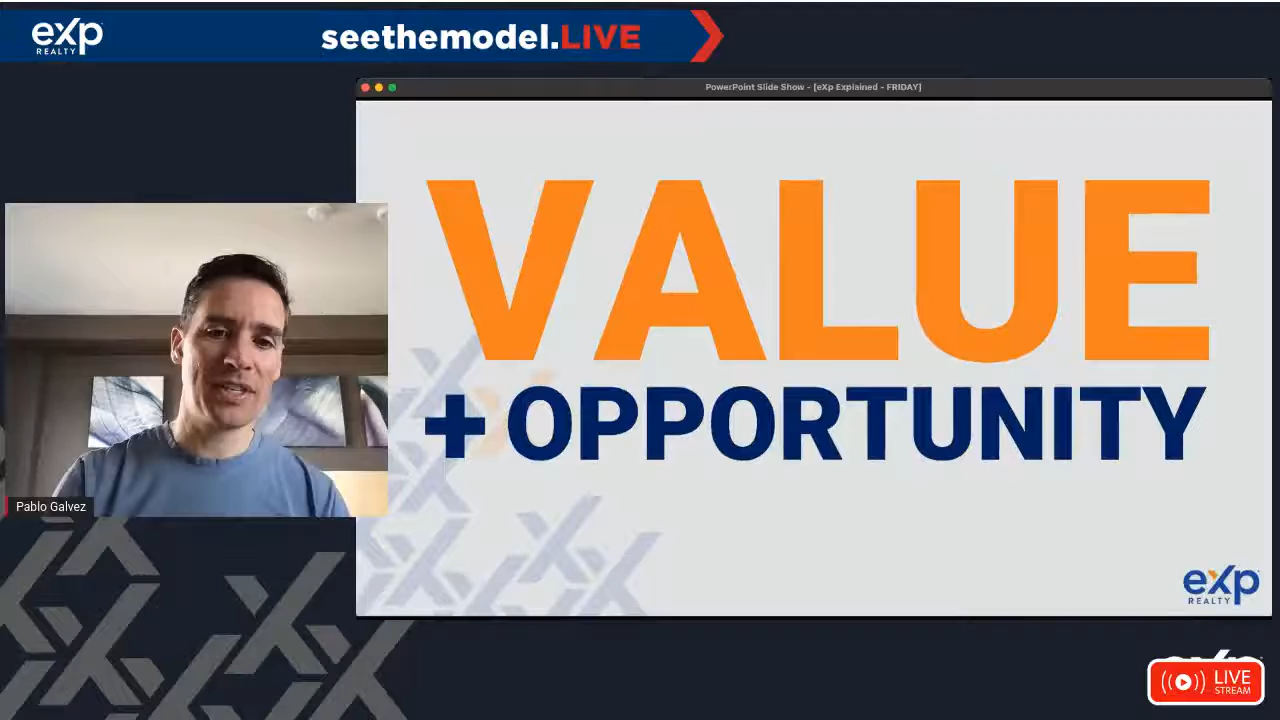 eXp
REALTY
seethemodel.LIVE
PowerPoint Slide Show - [eXp Explained - FRIDAY]
VALUE
+ OPPORTUNITY
Pablo Galvez
eXp
REALTY
LIVE
STREAM